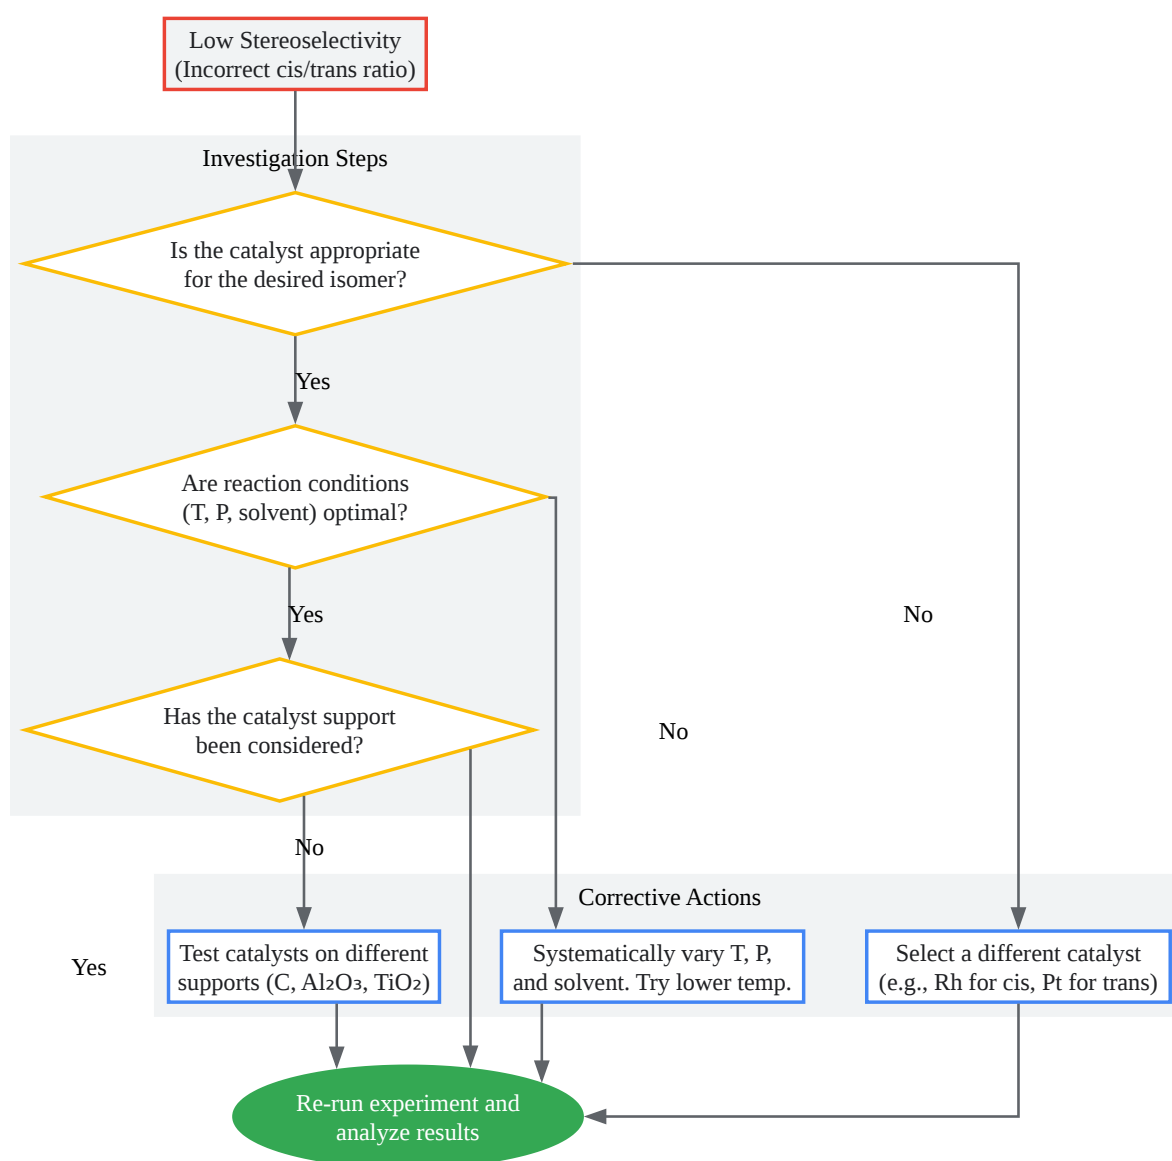 Low Stereoselectivity
(Incorrect cis/trans ratio)
Investigation Steps
Is the catalyst appropriate
for the desired isomer?
Yes
Are reaction conditions
(T, P, solvent) optimal?
Yes
No
Has the catalyst support
been considered?
No
No
Corrective Actions
Test catalysts on different
supports (C, Al₂O₃, TiO₂)
Systematically vary T, P,
and solvent. Try lower temp.
Select a different catalyst
(e.g., Rh for cis, Pt for trans)
Yes
Re-run experiment and
analyze results